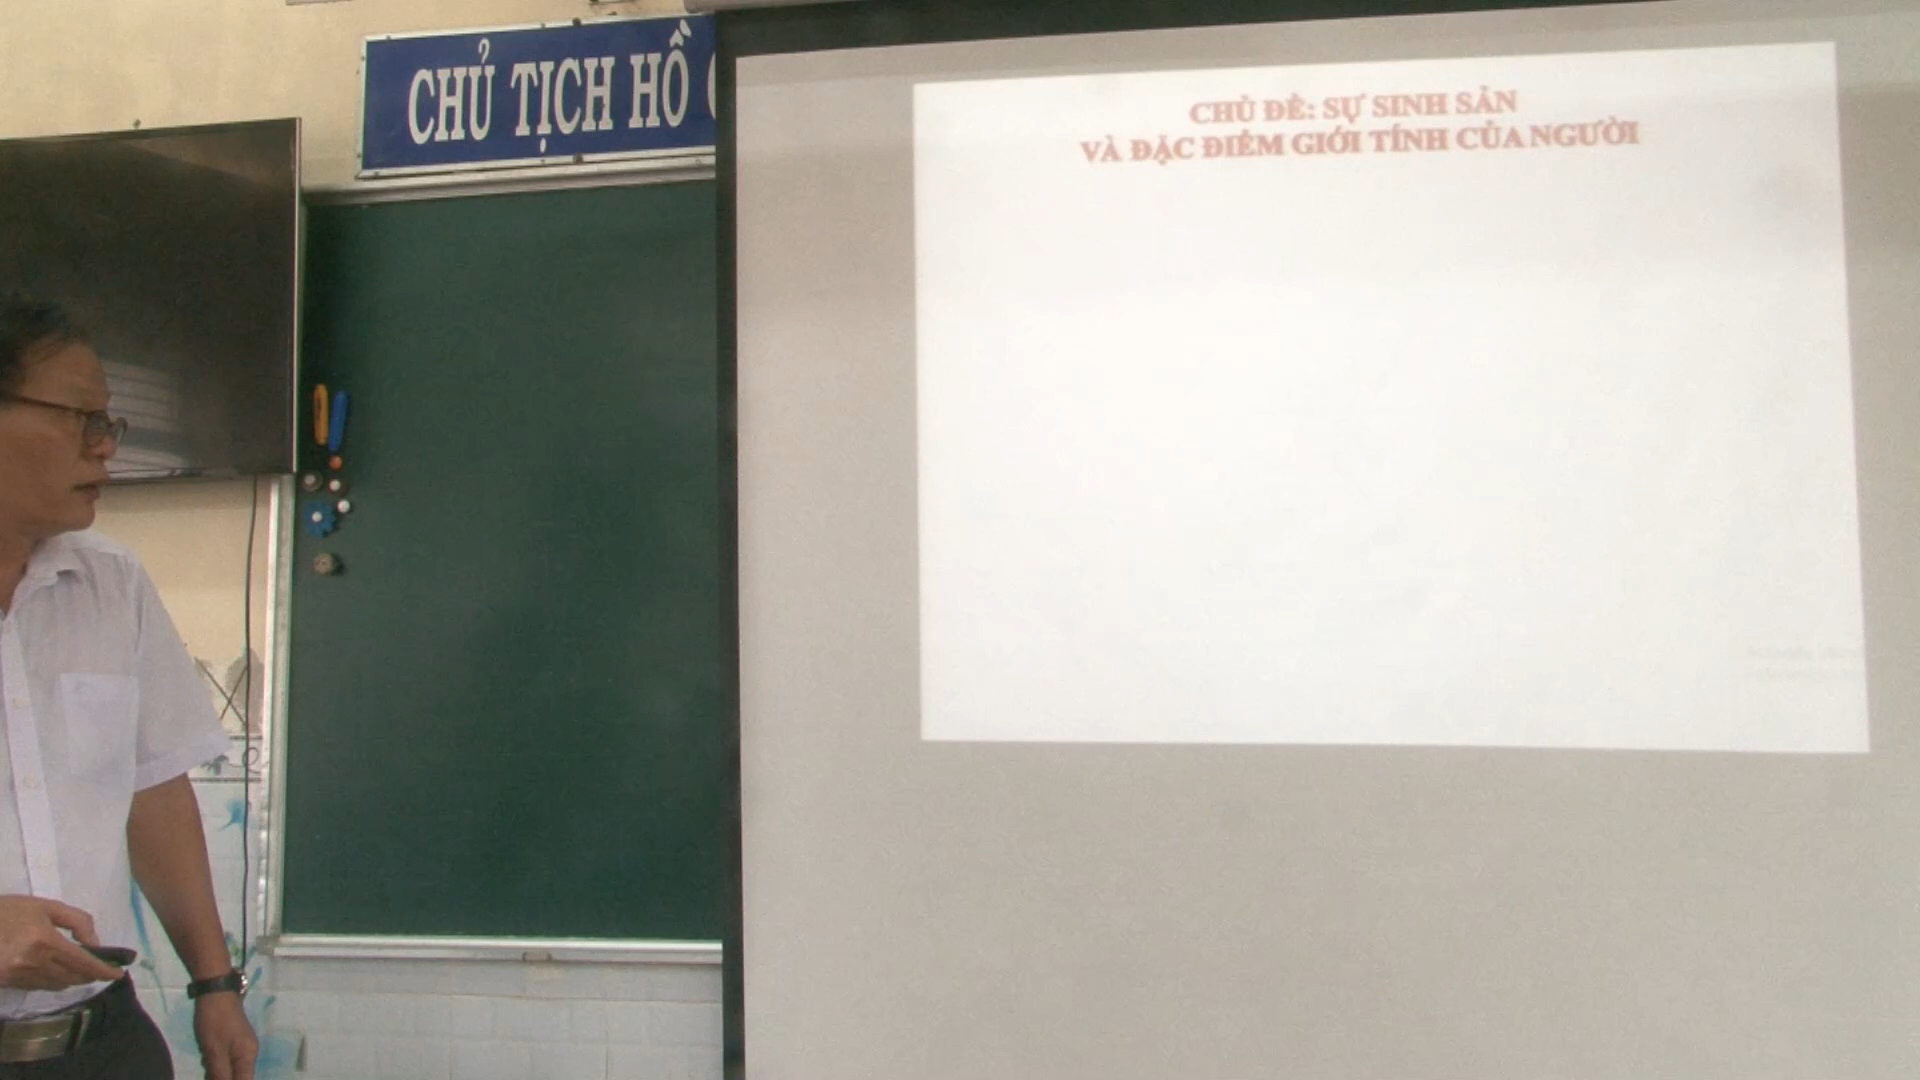 CHỦ TỊCH HỒ
CHỦ ĐỀ: SỰ SINH SẢN
VÀ ĐẶC ĐIỂM GIỚI TÍNH CỦA NGƯỜI